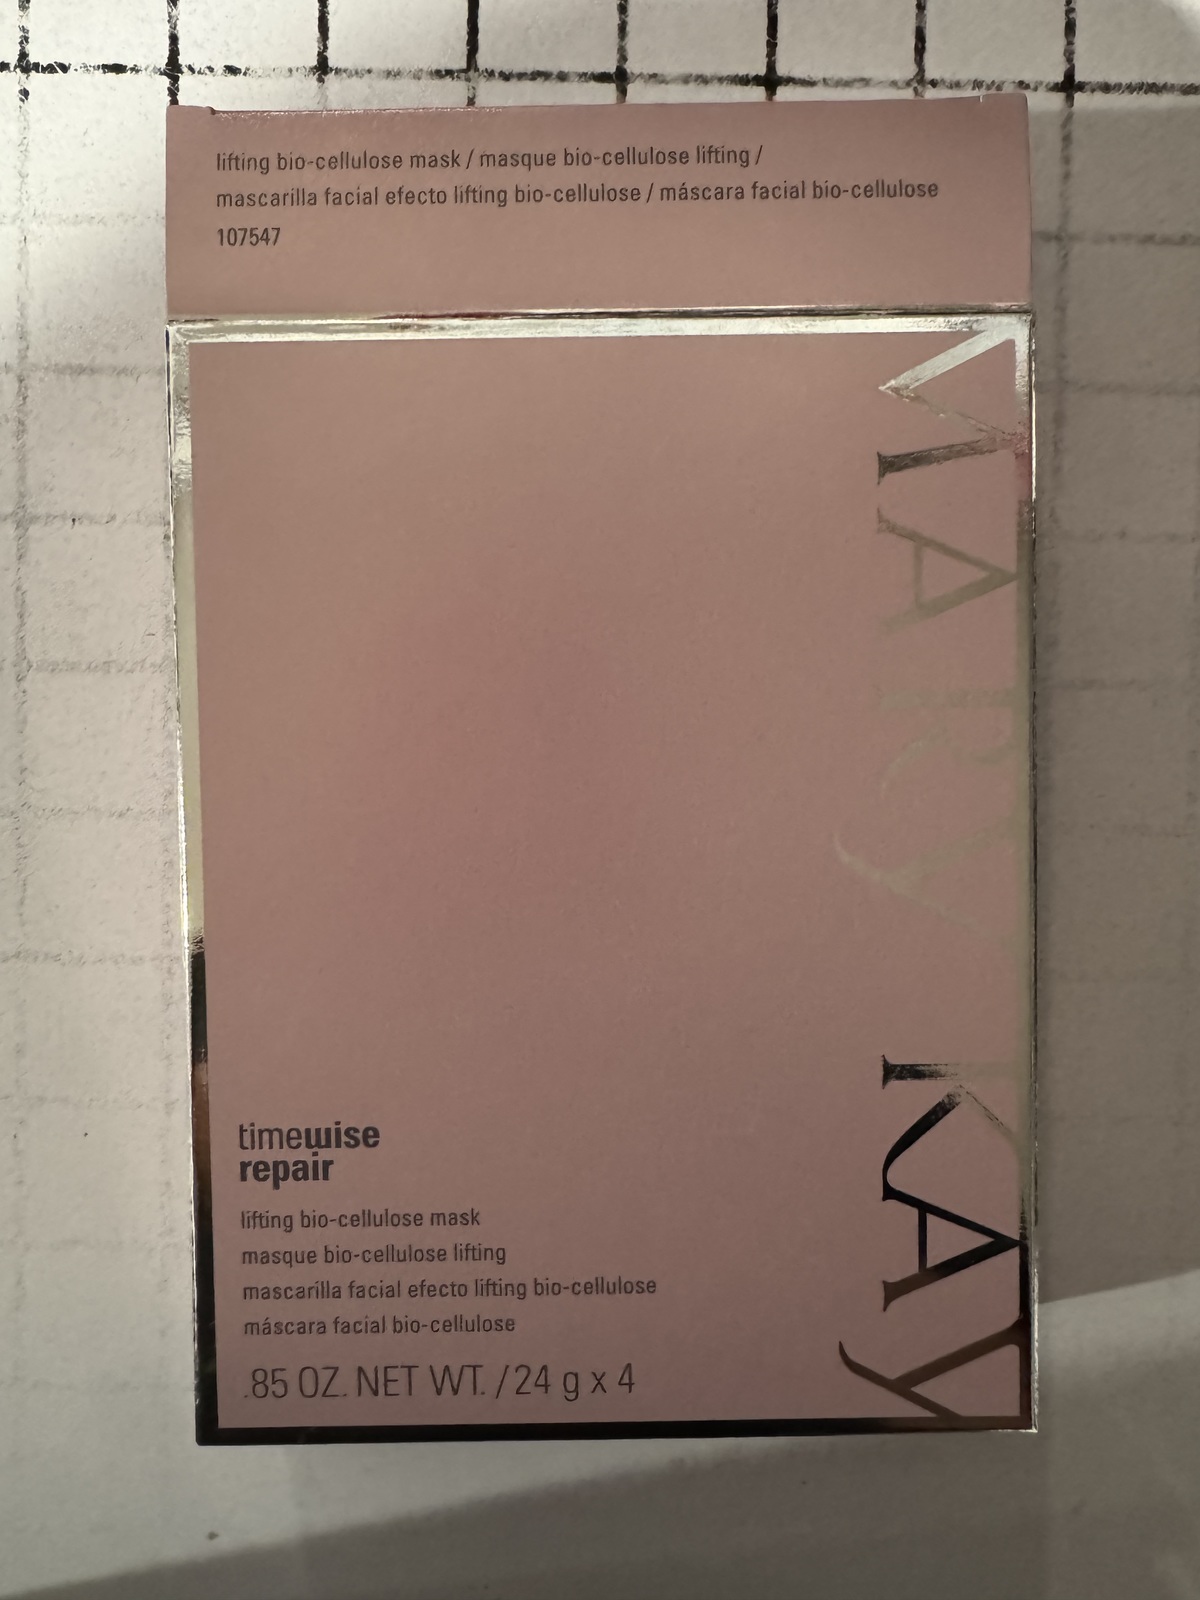 lifting bio-cellulose mask / masque bio-cellulose lifting /
mascarilla facial efecto lifting bio-cellulose / máscara facial bio-cellulose
107547
MARY KAY
timewise
repair
lifting bio-cellulose mask
masque bio-cellulose lifting
mascarilla facial efecto lifting bio-cellulose
máscara facial bio-cellulose
.85 OZ. NET WT. / 24 g x 4